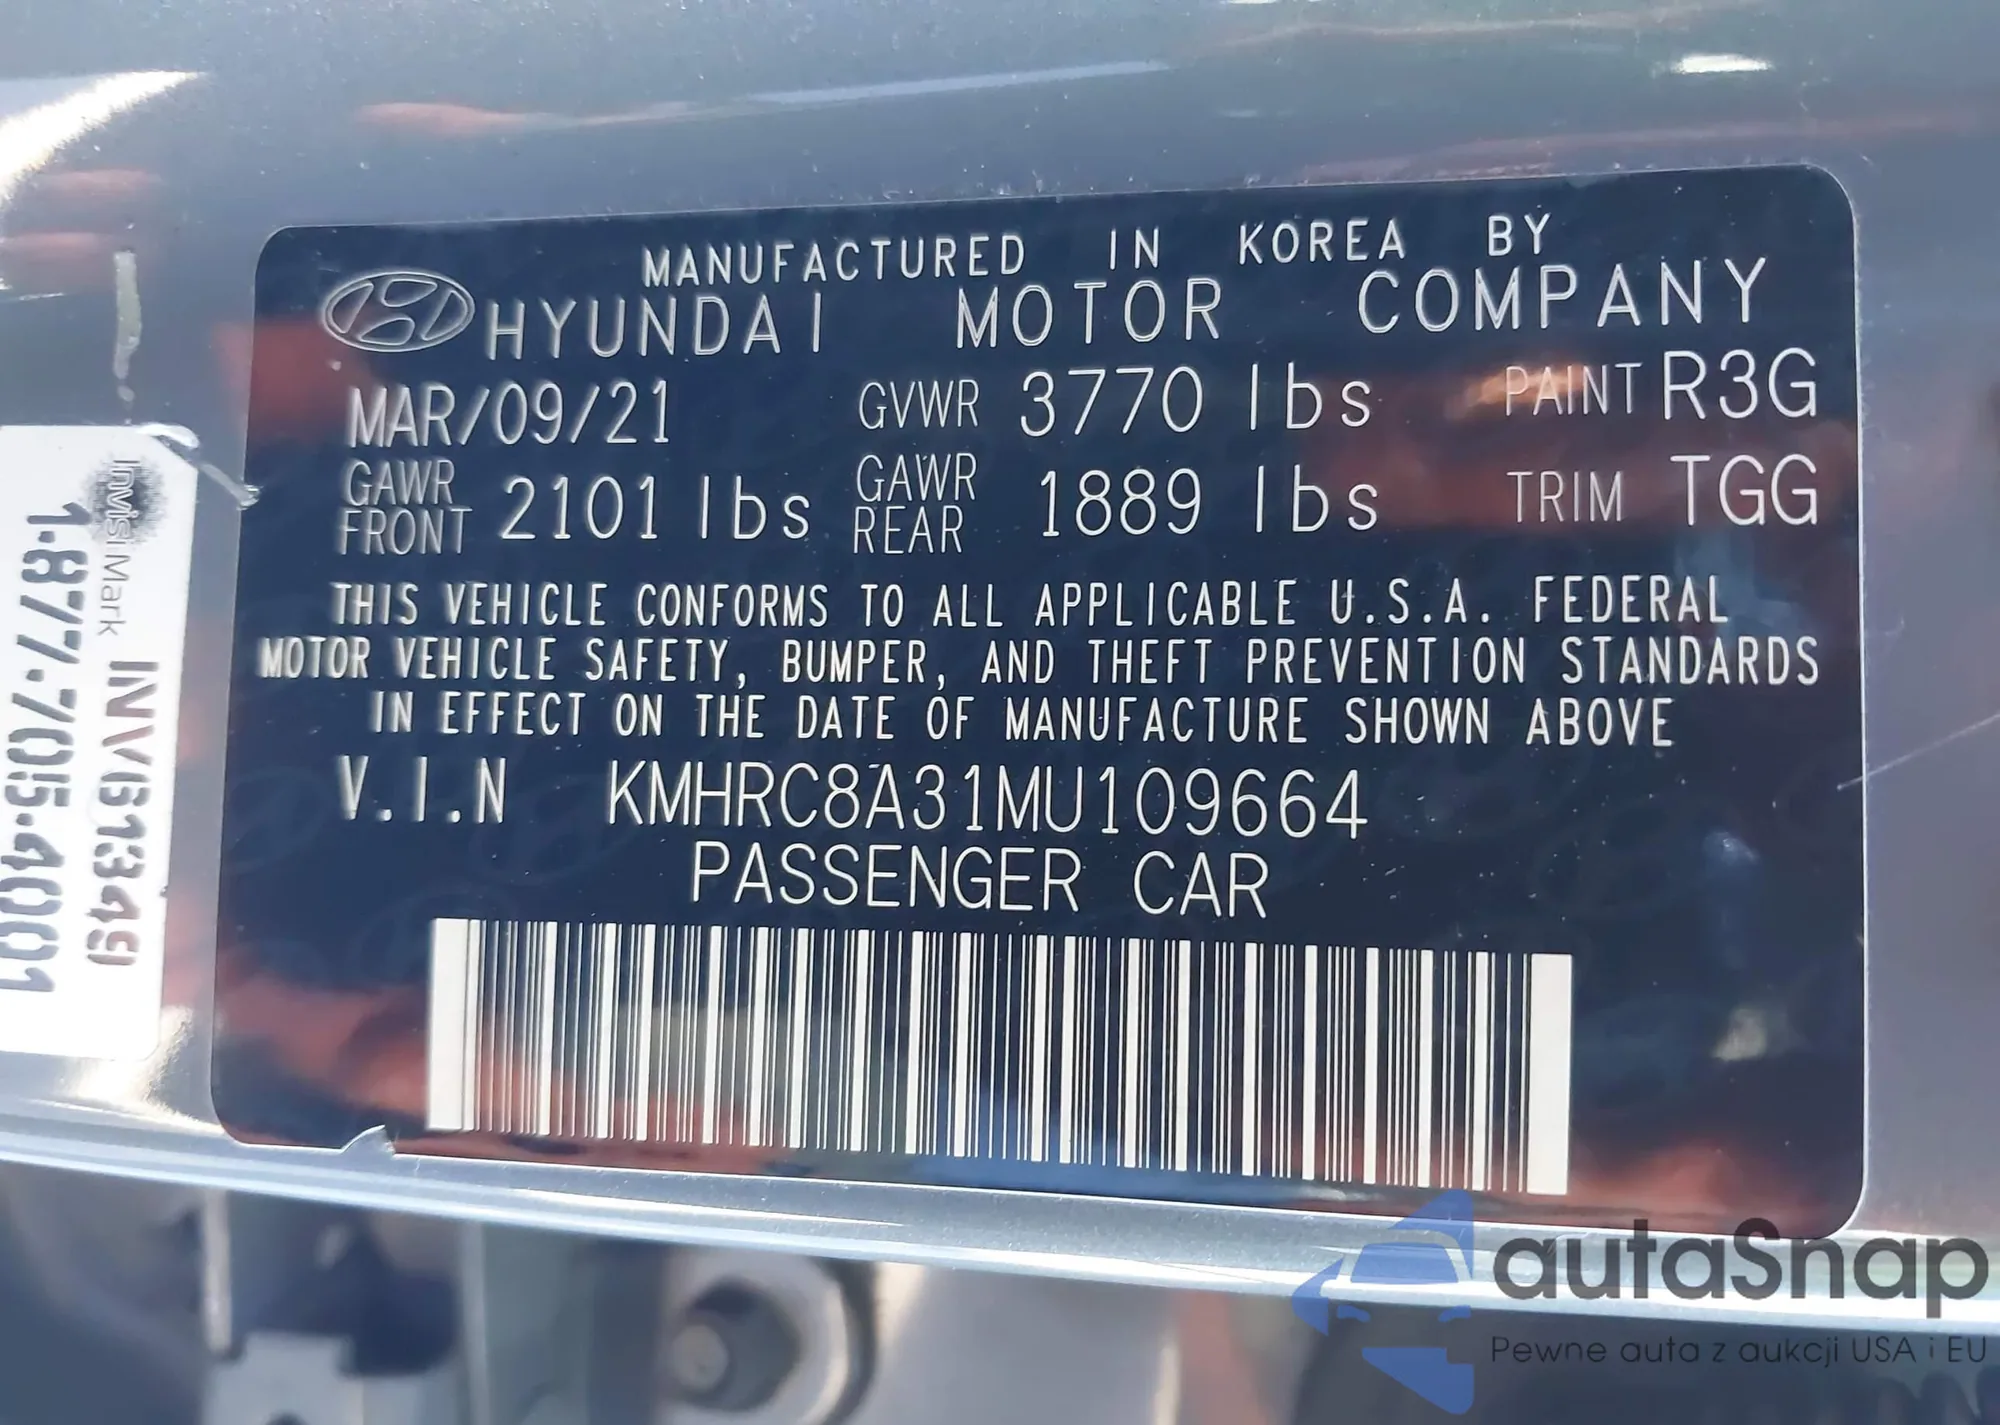 MANUFACTURED IN KOREA BY
HYUNDAI MOTOR COMPANY
MAR/09/21 GVWR 3770 lbs PAINT R3G
GAWR FRONT 2101 lbs GAWR REAR 1889 lbs TRIM TGG
THIS VEHICLE CONFORMS TO ALL APPLICABLE U.S.A. FEDERAL
MOTOR VEHICLE SAFETY, BUMPER, AND THEFT PREVENTION STANDARDS
IN EFFECT ON THE DATE OF MANUFACTURE SHOWN ABOVE
V.I.N KMHRC8A31MU109664
PASSENGER CAR
InvisiMark INV613491
1·877·705·4001
autaSnap
Pewne auta z aukcji USA i EU